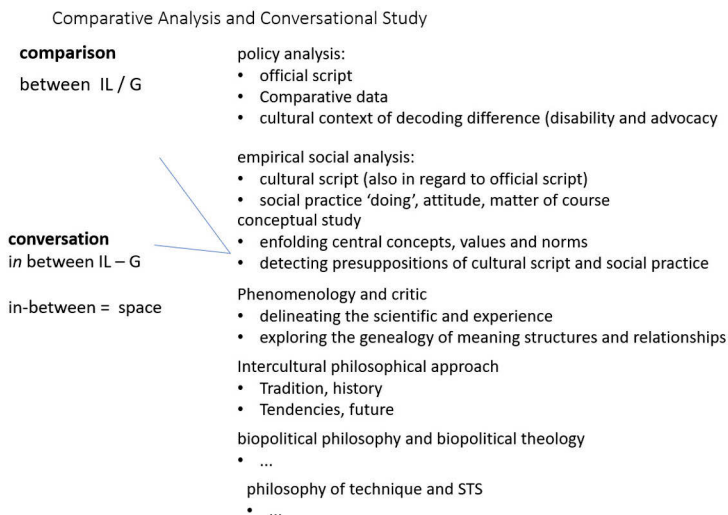 Comparative Analysis and Conversational Study
comparison
between IL / G
conversation
in between IL – G
in-between = space
policy analysis:
• official script
• Comparative data
• cultural context of decoding difference (disability and advocacy
empirical social analysis:
• cultural script (also in regard to official script)
• social practice ‘doing’, attitude, matter of course
conceptual study
• enfolding central concepts, values and norms
• detecting presuppositions of cultural script and social practice
Phenomenology and critic
• delineating the scientific and experience
• exploring the genealogy of meaning structures and relationships
Intercultural philosophical approach
• Tradition, history
• Tendencies, future
biopolitical philosophy and biopolitical theology
• ...
philosophy of technique and STS
• ...